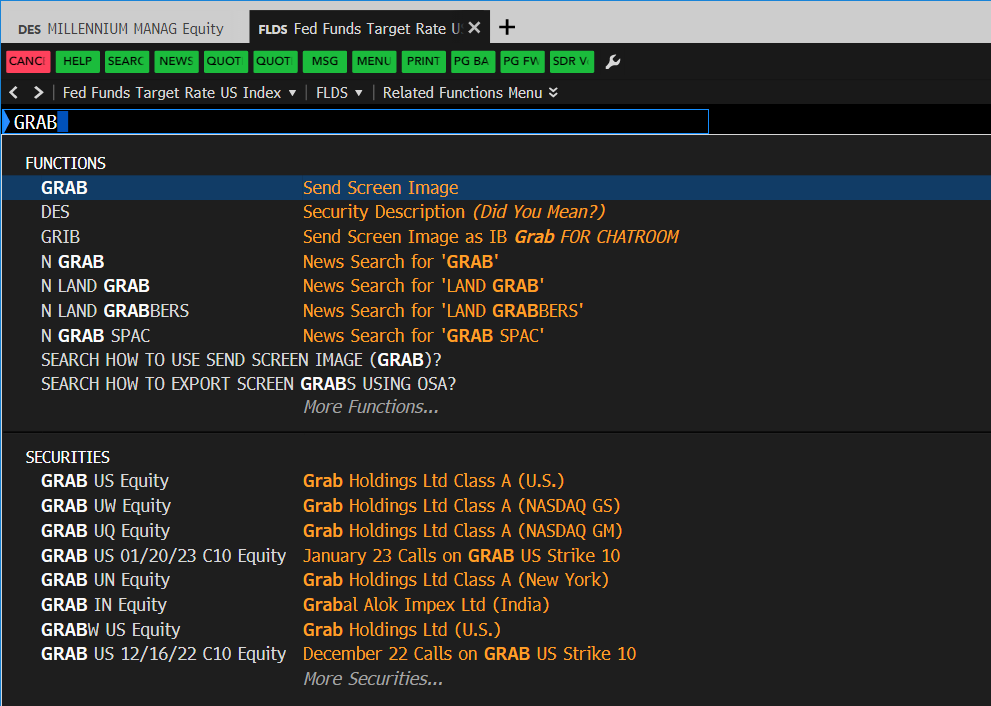 DES MILLENNIUM MANAG Equity FLDS Fed Funds Target Rate U
CANC HELP SEARC NEWS QUOT QUOT MSG MENU PRINT PG BA PG FW SDR V
Fed Funds Target Rate US Index FLDS Related Functions Menu
GRAB
FUNCTIONS
GRAB Send Screen Image
DES Security Description (Did You Mean?)
GRIB Send Screen Image as IB Grab FOR CHATROOM
N GRAB News Search for 'GRAB'
N LAND GRAB News Search for 'LAND GRAB'
N LAND GRABBERS News Search for 'LAND GRABBERS'
N GRAB SPAC News Search for 'GRAB SPAC'
SEARCH HOW TO USE SEND SCREEN IMAGE (GRAB)?
SEARCH HOW TO EXPORT SCREEN GRABS USING OSA?
More Functions...
SECURITIES
GRAB US Equity Grab Holdings Ltd Class A (U.S.)
GRAB UW Equity Grab Holdings Ltd Class A (NASDAQ GS)
GRAB UQ Equity Grab Holdings Ltd Class A (NASDAQ GM)
GRAB US 01/20/23 C10 Equity January 23 Calls on GRAB US Strike 10
GRAB UN Equity Grab Holdings Ltd Class A (New York)
GRAB IN Equity Grabal Alok Impex Ltd (India)
GRABW US Equity Grab Holdings Ltd (U.S.)
GRAB US 12/16/22 C10 Equity December 22 Calls on GRAB US Strike 10
More Securities...